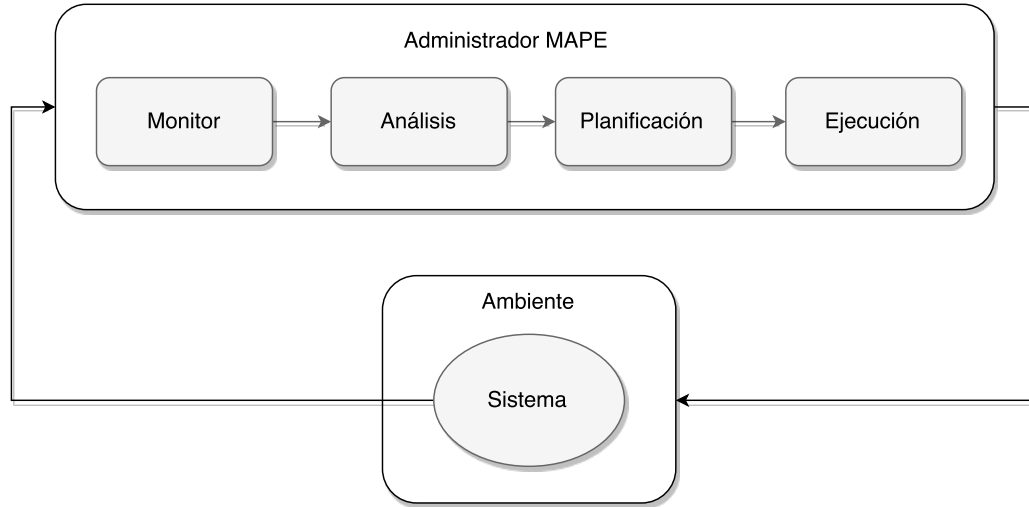 Administrador MAPE
Monitor
Análisis
Planificación
Ejecución
Ambiente
Sistema